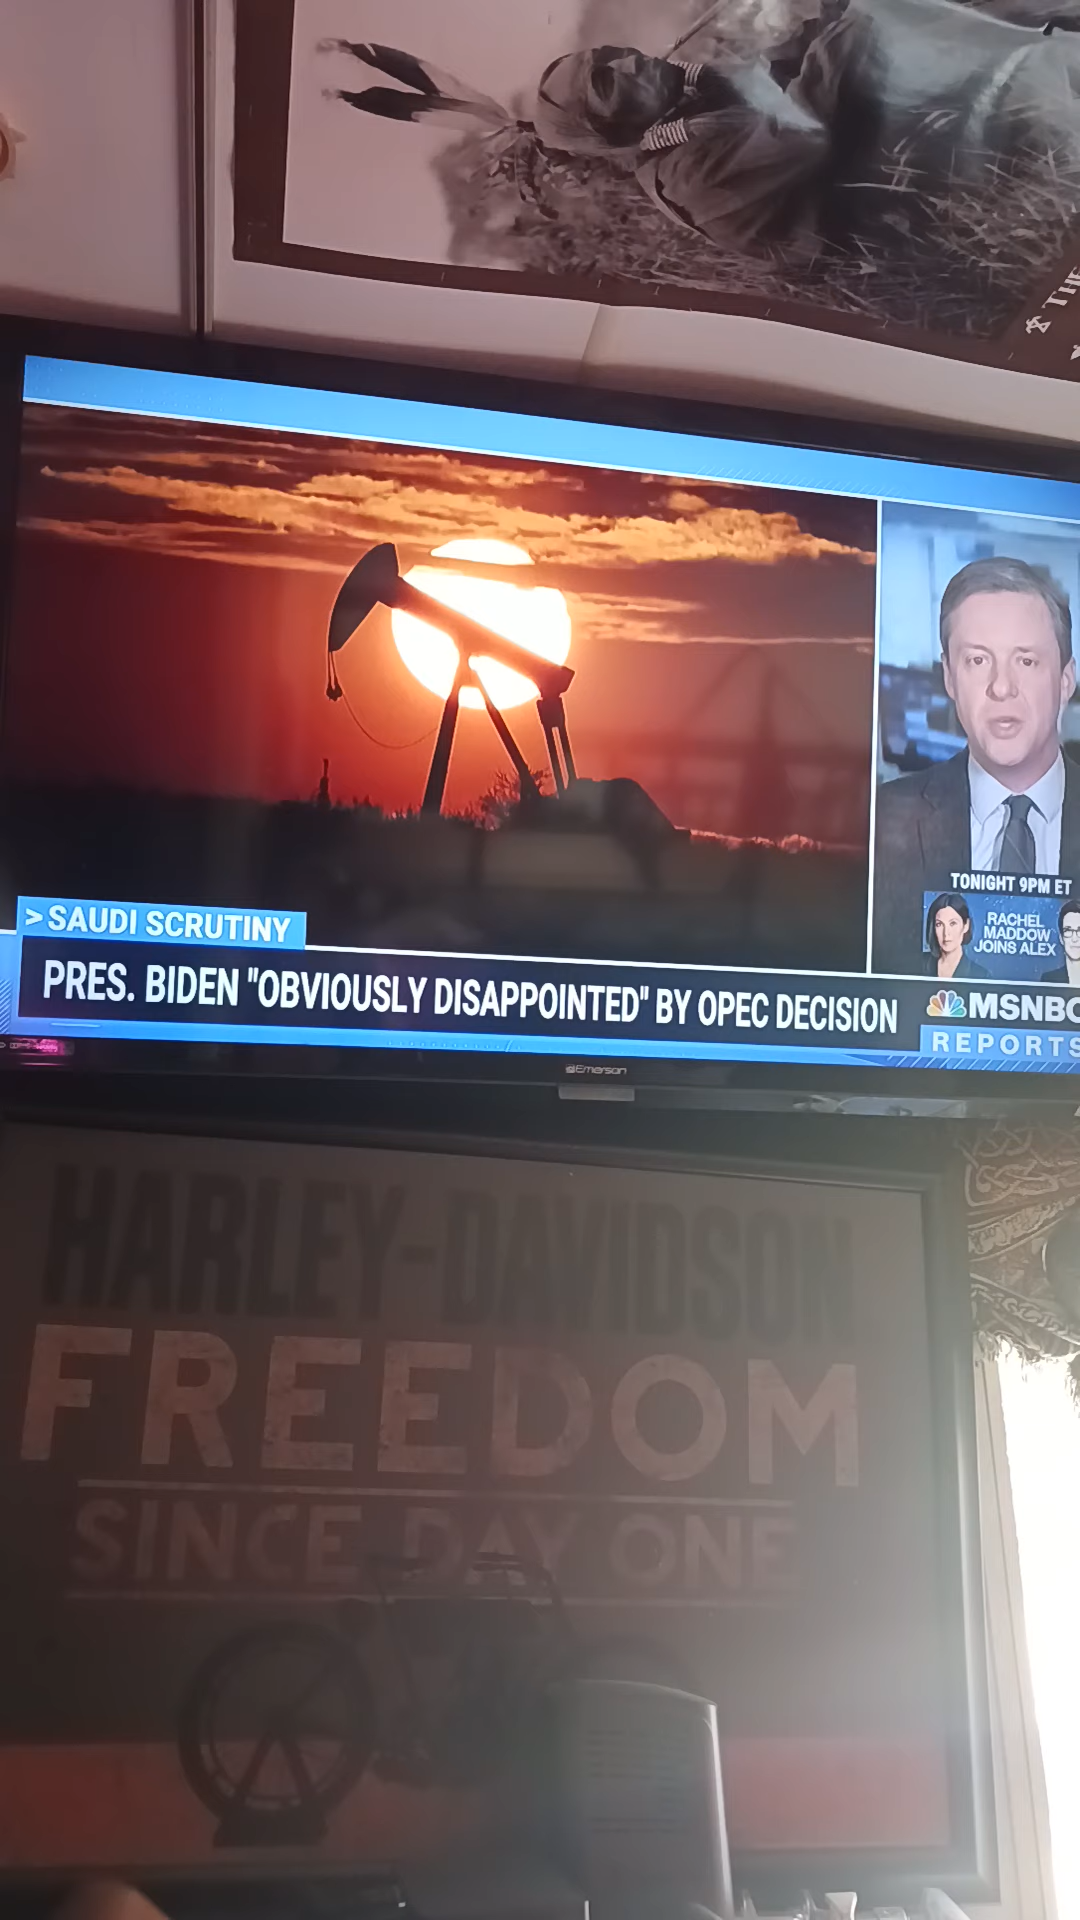 THE
> SAUDI SCRUTINY
PRES. BIDEN "OBVIOUSLY DISAPPOINTED" BY OPEC DECISION
TONIGHT 9PM ET
RACHEL
MADDOW
JOINS ALEX
MSNBC
REPORTS
Emerson
HARLEY-DAVIDSON
FREEDOM
SINCE DAY ONE